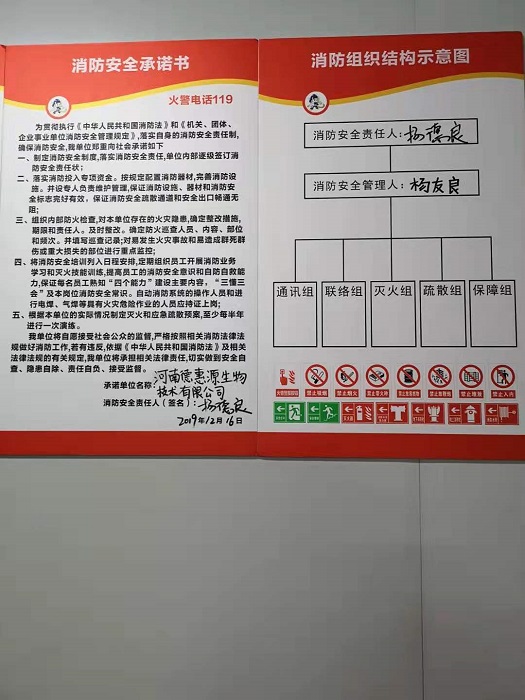 消防安全承诺书
火警电话119
为贯彻执行《中华人民共和国消防法》和《机关、团体、
企业事业单位消防安全管理规定》,落实自身的消防安全责任制,
确保消防安全,我单位郑重向社会承诺如下
一、制定消防安全制度,落实消防安全责任,单位内部逐级签订消
防安全责任状;
二、落实消防投入专项资金。按规定配置消防器材,完善消防设
施。并设专人负责维护管理,保证消防设施、器材和消防安
全标志完好有效,保证消防安全疏散通道和安全出口畅通无
阻;
三、组织内部防火检查,对本单位存在的火灾隐患,确定整改措施,
期限和责任人。及时整改。确定防火巡查人员、内容、部位
和频次。并填写巡查记录;对易发生火灾事故和易造成群死群
伤或重大损失的部位进行重点监控;
四、将消防安全培训列入日程安排,定期组织员工开展消防业务
学习和灭火技能训练,提高员工的消防安全意识和自防自救能
力,保证每名员工熟知“四个能力”建设主要内容，“三懂三
会”及本岗位消防安全常识。自动消防系统的操作人员和进
行电焊、气焊等具有火灾危险作业的人员应持证上岗;
五、根据本单位的实际情况制定灭火和应急疏散预案,至少每半年
进行一次演练。
我单位将自愿接受社会公众的监督,严格按照相关消防法律法
规做好消防工作,若有违反,依据《中华人民共和国消防法》及相关
法律法规的有关规定,我单位将承担相关法律责任,切实做到安全自
查、隐患自除、责任自负、接受监督。
承诺单位名称:河南德惠源生物
技术有限公司
消防安全责任人（签名）:杨德良
2019年12月16日
消防组织结构示意图
消防安全责任人:杨德良
消防安全管理人:杨友良
通讯组 联络组 灭火组 疏散组 保障组
禁止吸烟 禁止烟火